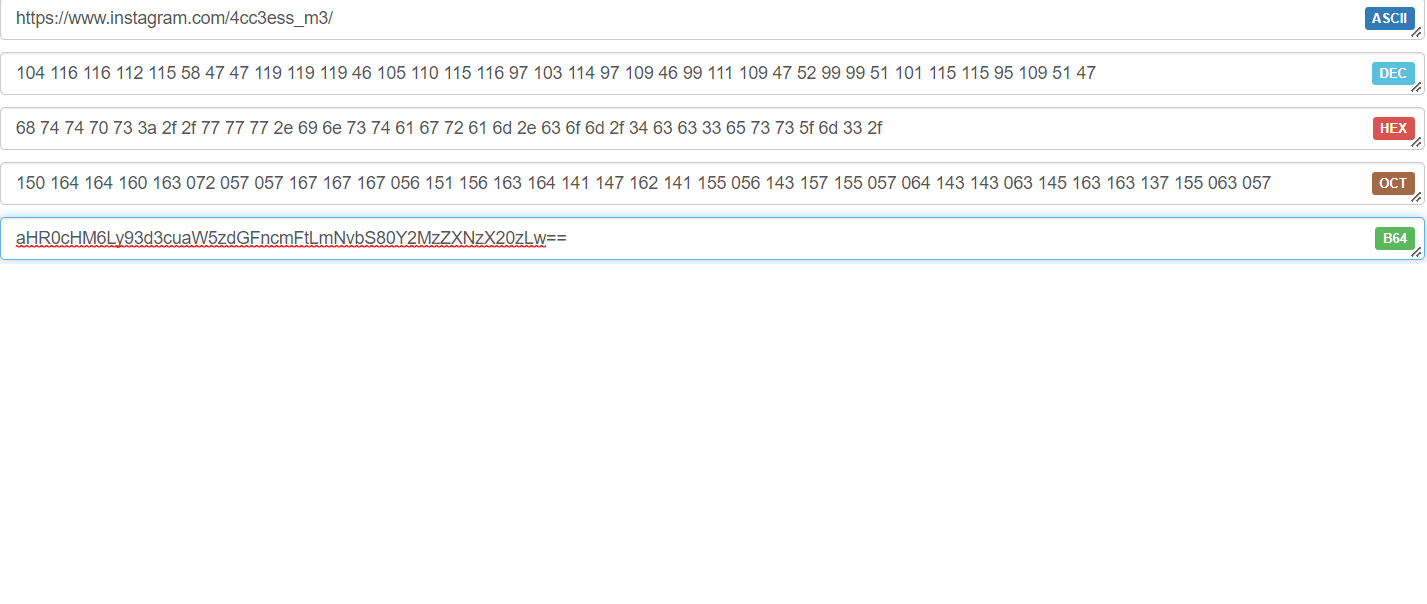 https://www.instagram.com/4cc3ess_m3/ ASCII
104 116 116 112 115 58 47 47 119 119 119 46 105 110 115 116 97 103 114 97 109 46 99 111 109 47 52 99 99 51 101 115 115 95 109 51 47 DEC
68 74 74 70 73 3a 2f 2f 77 77 77 2e 69 6e 73 74 61 67 72 61 6d 2e 63 6f 6d 2f 34 63 63 33 65 73 73 5f 6d 33 2f HEX
150 164 164 160 163 072 057 057 167 167 167 056 151 156 163 164 141 147 162 141 155 056 143 157 155 057 064 143 143 063 145 163 163 137 155 063 057 OCT
aHR0cHM6Ly93d3cuaW5zdGFncmFtLmNvbS80Y2MzZXNzX20zLw== B64